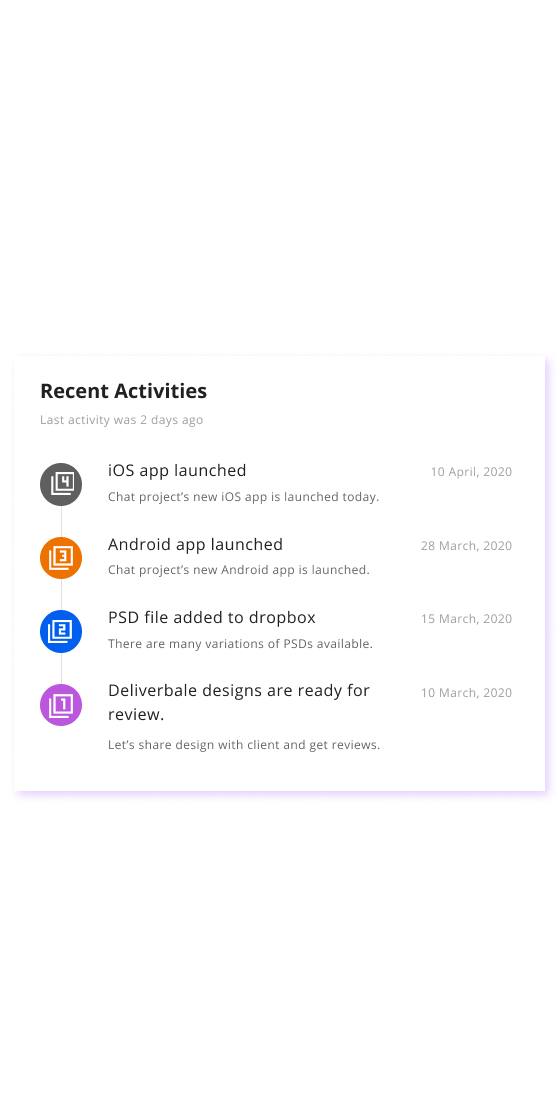 Recent Activities
Last activity was 2 days ago
4
iOS app launched
10 April, 2020
Chat project’s new iOS app is launched today.
3
Android app launched
28 March, 2020
Chat project’s new Android app is launched.
2
PSD file added to dropbox
15 March, 2020
There are many variations of PSDs available.
1
Deliverbale designs are ready for
10 March, 2020
review.
Let’s share design with client and get reviews.